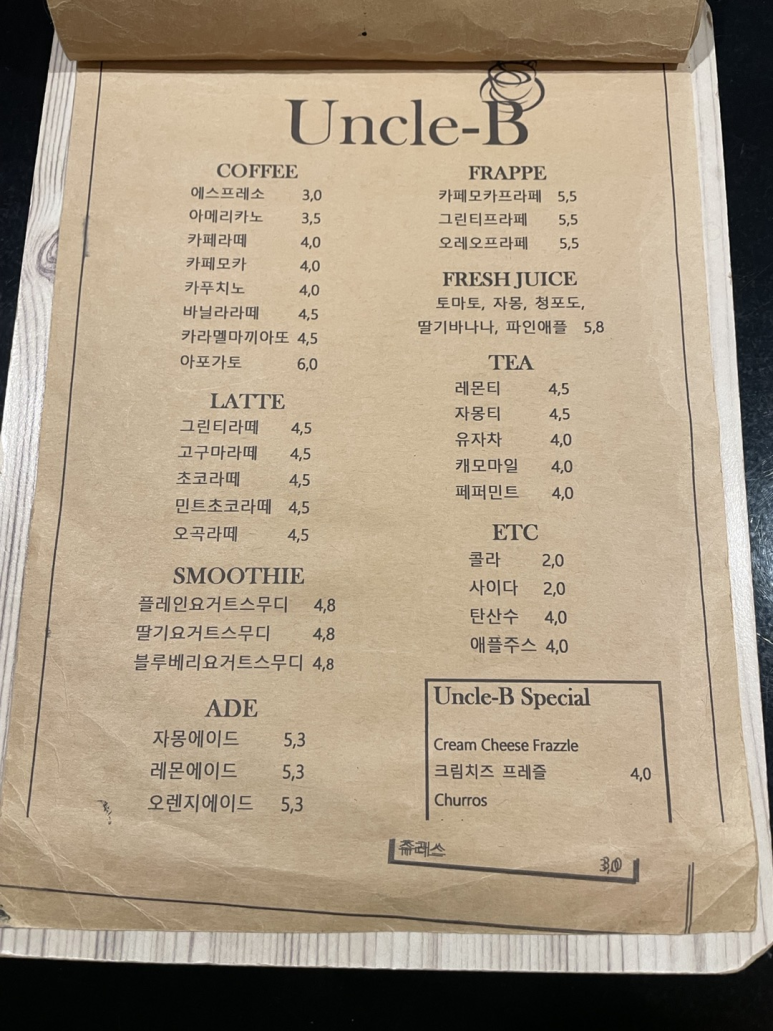 Uncle-B
COFFEE
에스프레소 3,0
아메리카노 3,5
카페라떼 4,0
카페모카 4,0
카푸치노 4,0
바닐라라떼 4,5
카라멜마끼아또 4,5
아포가토 6,0
LATTE
그린티라떼 4,5
고구마라떼 4,5
초코라떼 4,5
민트초코라떼 4,5
오곡라떼 4,5
SMOOTHIE
플레인요거트스무디 4,8
딸기요거트스무디 4,8
블루베리요거트스무디 4,8
ADE
자몽에이드 5,3
레몬에이드 5,3
오렌지에이드 5,3
FRAPPE
카페모카프라페 5,5
그린티프라페 5,5
오레오프라페 5,5
FRESH JUICE
토마토, 자몽, 청포도,
딸기바나나, 파인애플 5,8
TEA
레몬티 4,5
자몽티 4,5
유자차 4,0
캐모마일 4,0
페퍼민트 4,0
ETC
콜라 2,0
사이다 2,0
탄산수 4,0
애플주스 4,0
Uncle-B Special
Cream Cheese Frazzle
크림치즈 프레즐 4,0
Churros